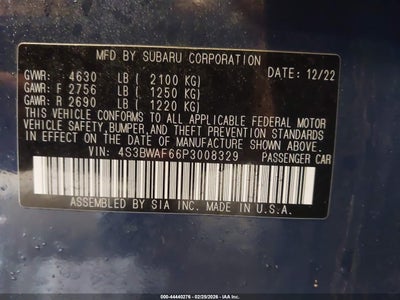 MFD BY SUBARU CORPORATION
DATE: 12/22
GVWR: 4630 LB ( 2100 KG)
GAWR: F 2756 LB ( 1250 KG)
GAWR: R 2690 LB ( 1220 KG)
THIS VEHICLE CONFORMS TO ALL APPLICABLE FEDERAL MOTOR
VEHICLE SAFETY, BUMPER, AND THEFT PREVENTION STANDARDS
IN EFFECT ON THE DATE OF MANUFACTURE SHOWN ABOVE.
VIN: 4S3BWAF66P3008329
PASSENGER CAR
ASSEMBLED BY SIA INC. MADE IN U.S.A.
000-44440276 - 02/29/2026 - IAA Inc.